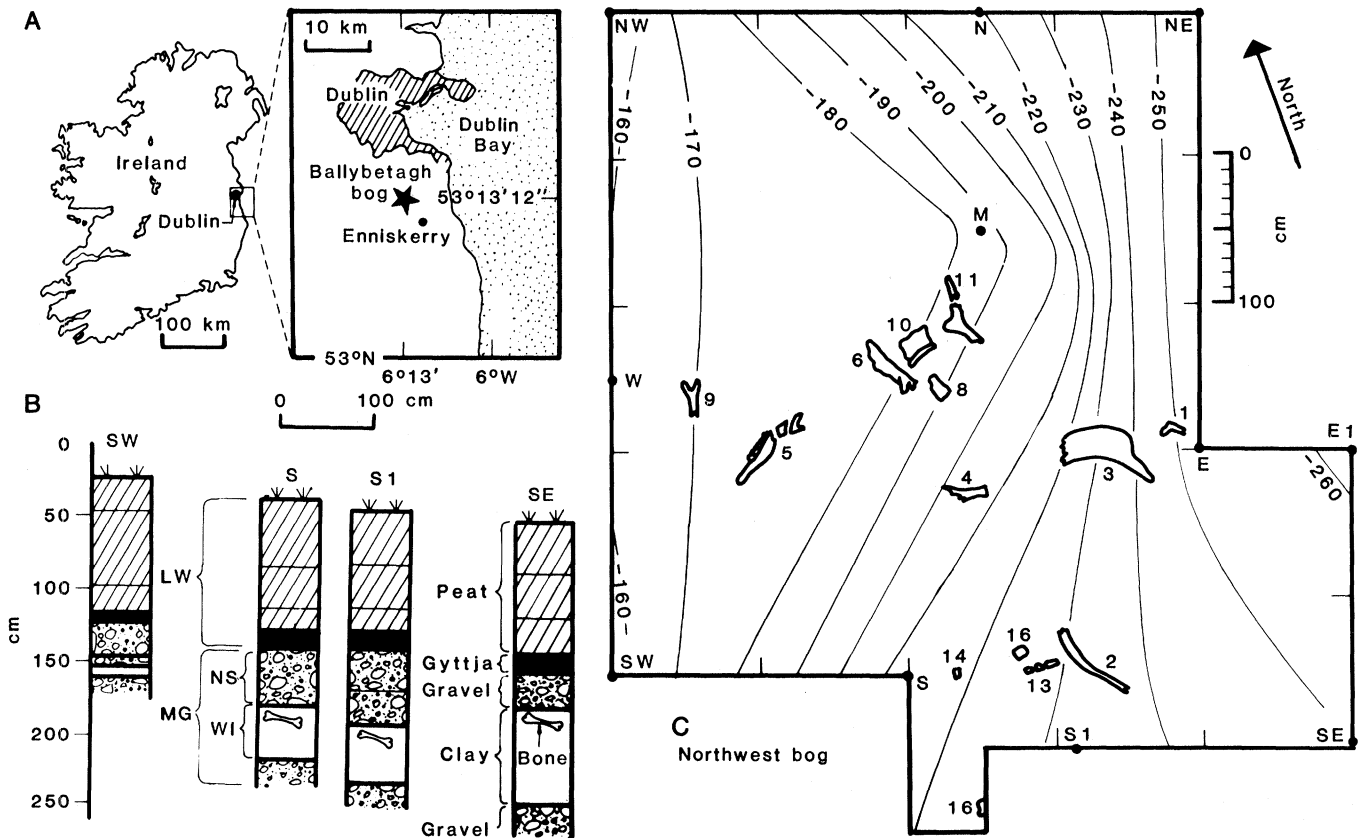 A
Ireland
Dublin
100 km
10 km
Dublin
Dublin
Bay
Ballybetagh
bog
53°13'12"
Enniskerry
53°N
6°13'
6°W
B
0 100 cm
cm
0
50
100
150
200
250
SW
S
S1
SE
LW
MG
NS
WI
Peat
Gyttja
Gravel
Clay
Bone
Gravel
C
Northwest bog
NW
N
NE
North
0
cm
100
-160
-170
-180
-190
-200
-210
-220
-230
-240
-250
M
11
10
6
8
W
9
5
4
3
1
E
E1
-260
-160
SW
S
14
16
13
2
S1
SE
16